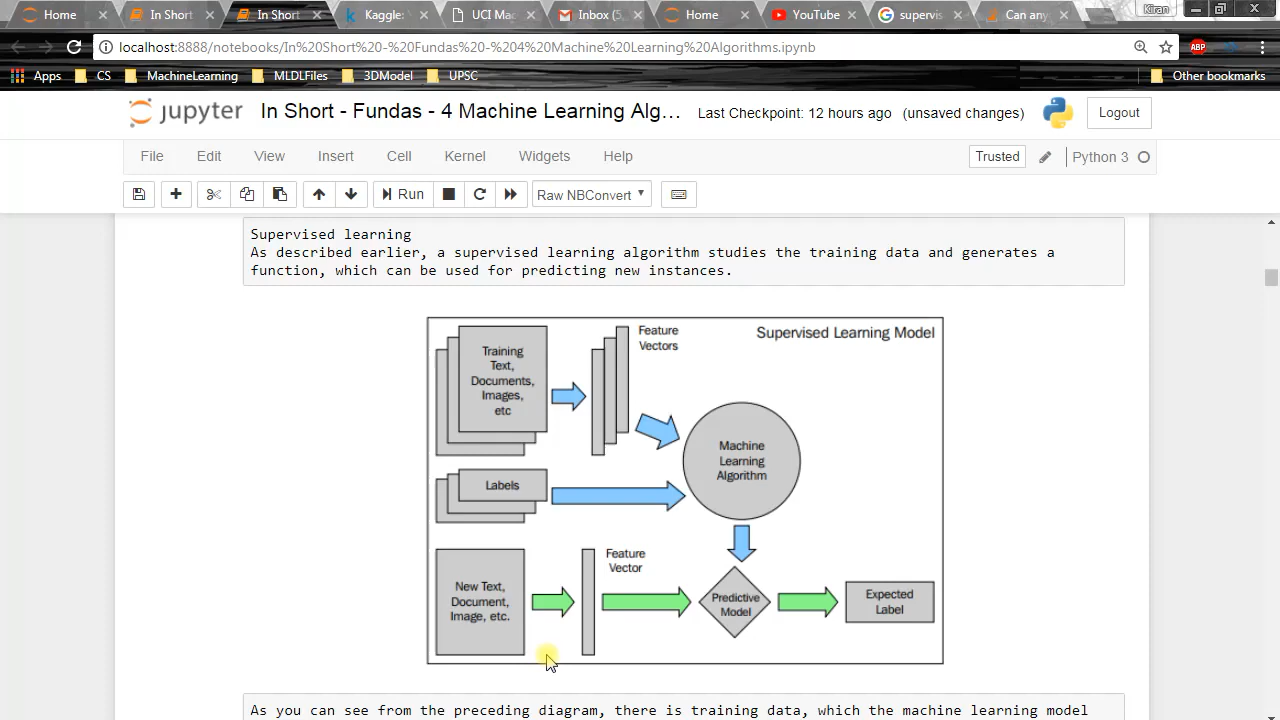 Home
In Short
In Short
Kaggle:
UCI Mac
Inbox (5,
Home
YouTube
supervis
Can any
Kiran
localhost:8888/notebooks/In%20Short%20-%20Fundas%20-%204%20Machine%20Learning%20Algorithms.ipynb
ABP
Apps
CS
MachineLearning
MLDLFiles
3DModel
UPSC
Other bookmarks
jupyter
In Short - Fundas - 4 Machine Learning Alg...
Last Checkpoint: 12 hours ago
(unsaved changes)
Logout
File
Edit
View
Insert
Cell
Kernel
Widgets
Help
Trusted
Python 3
Run
Raw NBConvert
Supervised learning
As described earlier, a supervised learning algorithm studies the training data and generates a
function, which can be used for predicting new instances.
Supervised Learning Model
Training
Text,
Documents,
Images,
etc
Feature
Vectors
Machine
Learning
Algorithm
Labels
New Text,
Document,
Image, etc.
Feature
Vector
Predictive
Model
Expected
Label
As you can see from the preceding diagram, there is training data, which the machine learning model